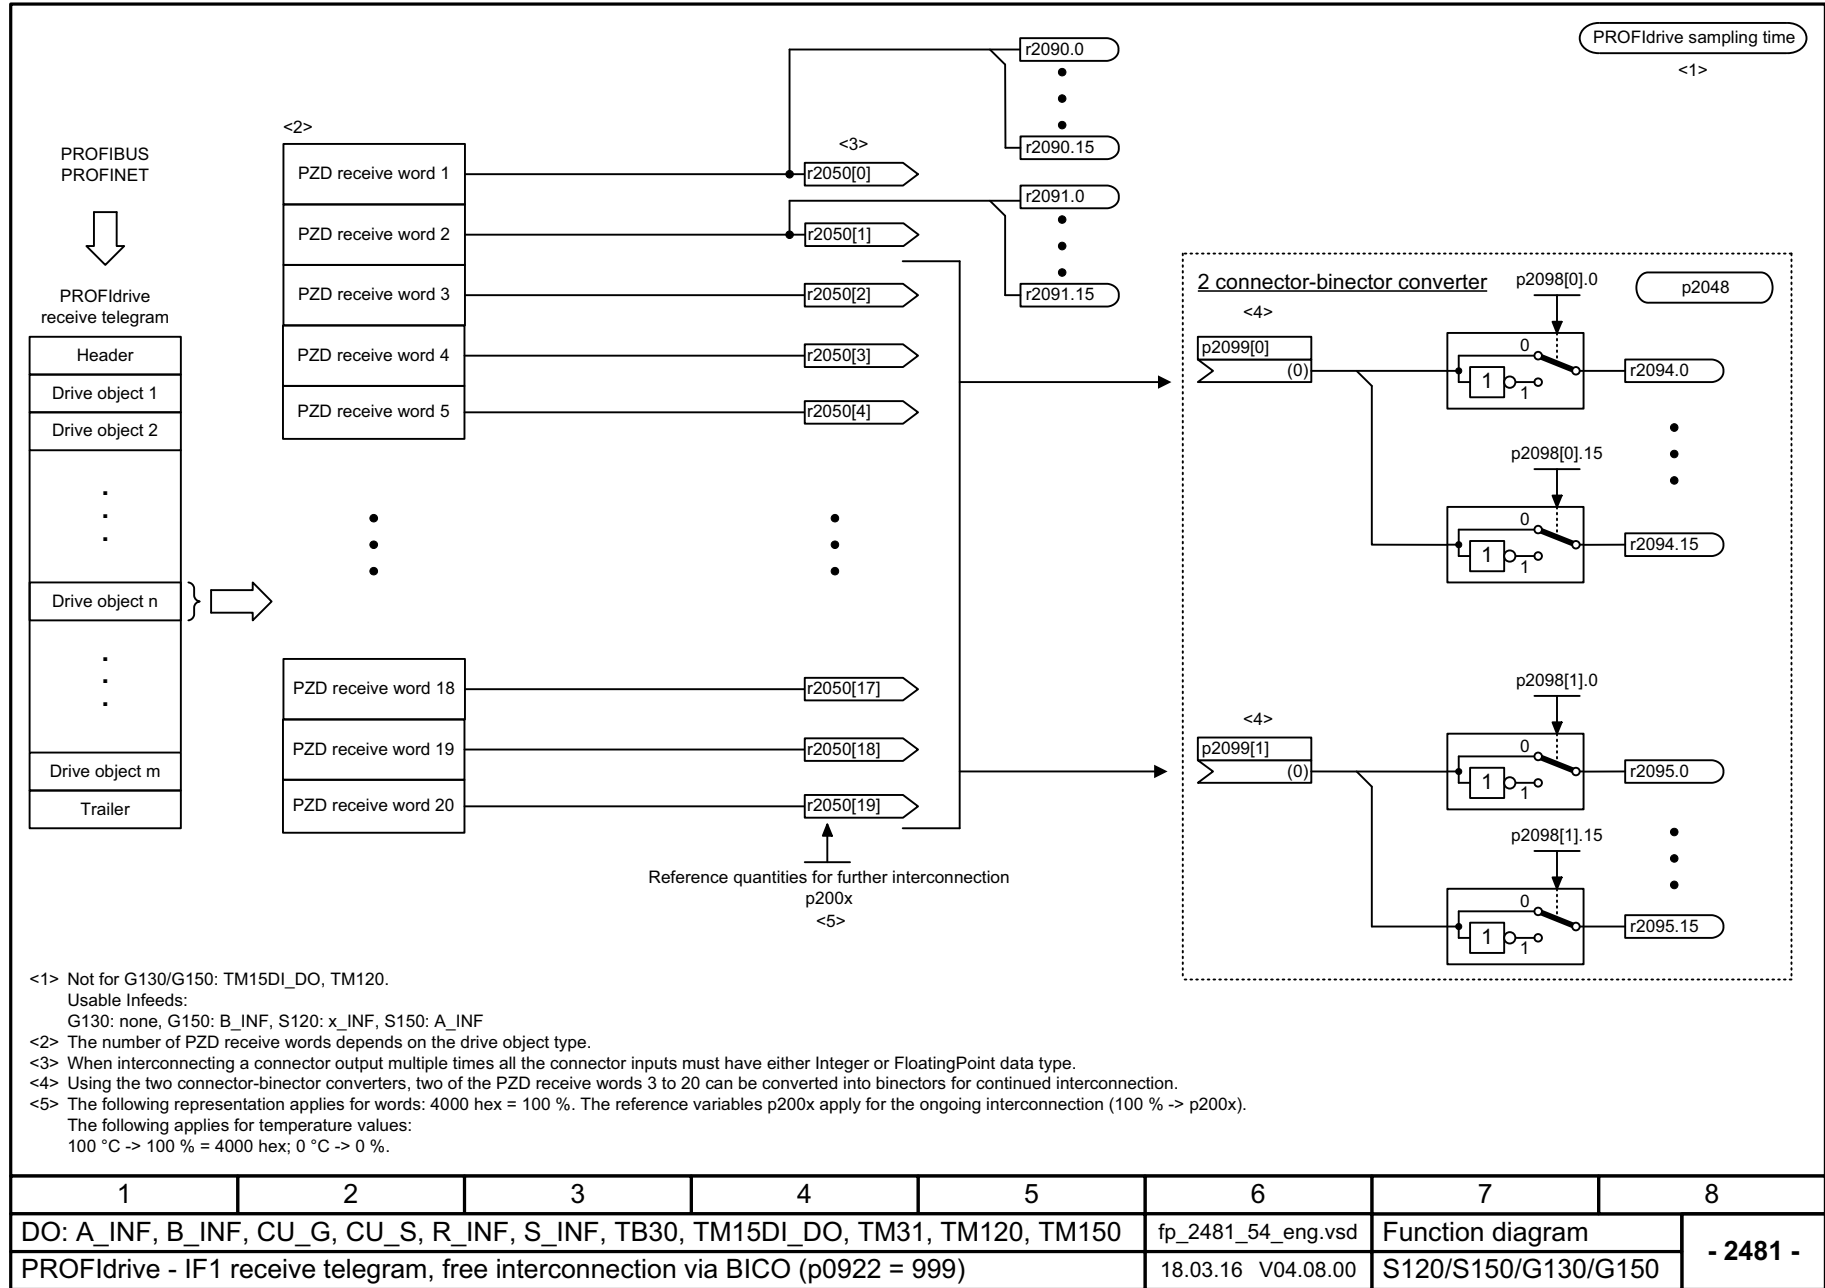 PROFIdrive sampling time
<1>
PROFIBUS
PROFINET
PROFIdrive
receive telegram
Header
Drive object 1
Drive object 2
Drive object n
Drive object m
Trailer
<2>
PZD receive word 1
PZD receive word 2
PZD receive word 3
PZD receive word 4
PZD receive word 5
PZD receive word 18
PZD receive word 19
PZD receive word 20
<3>
r2050[0]
r2050[1]
r2050[2]
r2050[3]
r2050[4]
r2050[17]
r2050[18]
r2050[19]
Reference quantities for further interconnection
p200x
<5>
r2090.0
r2090.15
r2091.0
r2091.15
2 connector-binector converter
p2048
<4>
p2099[0]
(0)
p2098[0].0
0
1
1
r2094.0
p2098[0].15
0
1
1
r2094.15
<4>
p2099[1]
(0)
p2098[1].0
0
1
1
r2095.0
p2098[1].15
0
1
1
r2095.15
<1> Not for G130/G150: TM15DI_DO, TM120.
Usable Infeeds:
G130: none, G150: B_INF, S120: x_INF, S150: A_INF
<2> The number of PZD receive words depends on the drive object type.
<3> When interconnecting a connector output multiple times all the connector inputs must have either Integer or FloatingPoint data type.
<4> Using the two connector-binector converters, two of the PZD receive words 3 to 20 can be converted into binectors for continued interconnection.
<5> The following representation applies for words: 4000 hex = 100 %. The reference variables p200x apply for the ongoing interconnection (100 % -> p200x).
The following applies for temperature values:
100 °C -> 100 % = 4000 hex; 0 °C -> 0 %.
1 2 3 4 5 6 7 8
DO: A_INF, B_INF, CU_G, CU_S, R_INF, S_INF, TB30, TM15DI_DO, TM31, TM120, TM150 fp_2481_54_eng.vsd Function diagram
- 2481 -
PROFIdrive - IF1 receive telegram, free interconnection via BICO (p0922 = 999) 18.03.16 V04.08.00 S120/S150/G130/G150